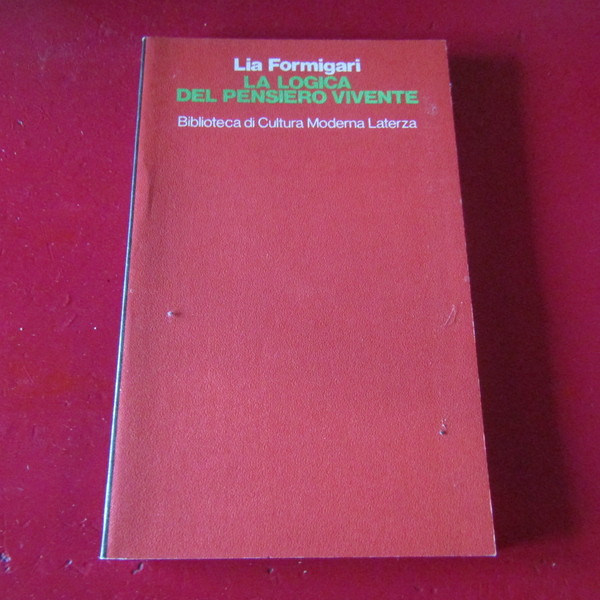 Lia Formigari
LA LOGICA
DEL PENSIERO VIVENTE
Biblioteca di Cultura Moderna Laterza